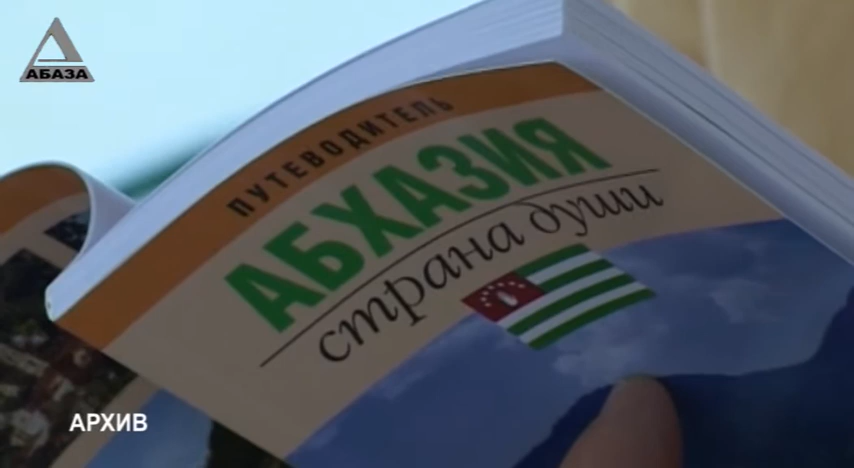 АБАЗА
ПУТЕВОДИТЕЛЬ
АБХАЗИЯ
страна души
АРХИВ